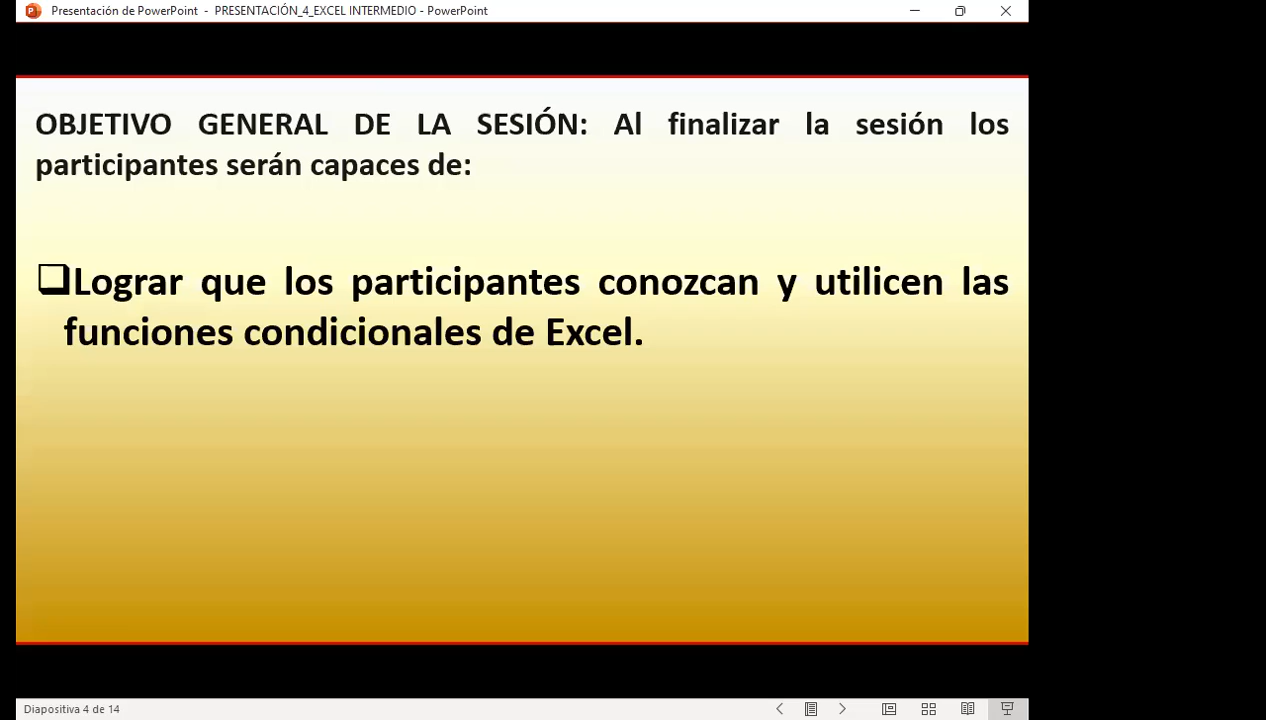 Presentación de PowerPoint - PRESENTACIÓN_4_EXCEL INTERMEDIO - PowerPoint
OBJETIVO GENERAL DE LA SESIÓN: Al finalizar la sesión los
participantes serán capaces de:
Lograr que los participantes conozcan y utilicen las
funciones condicionales de Excel.
Diapositiva 4 de 14